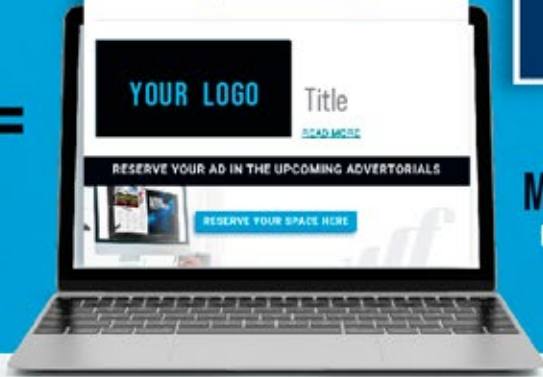 =
YOUR LOGO
Title
READ MORE
RESERVE YOUR AD IN THE UPCOMING ADVERTORIALS
RESERVE YOUR SPACE HERE
M